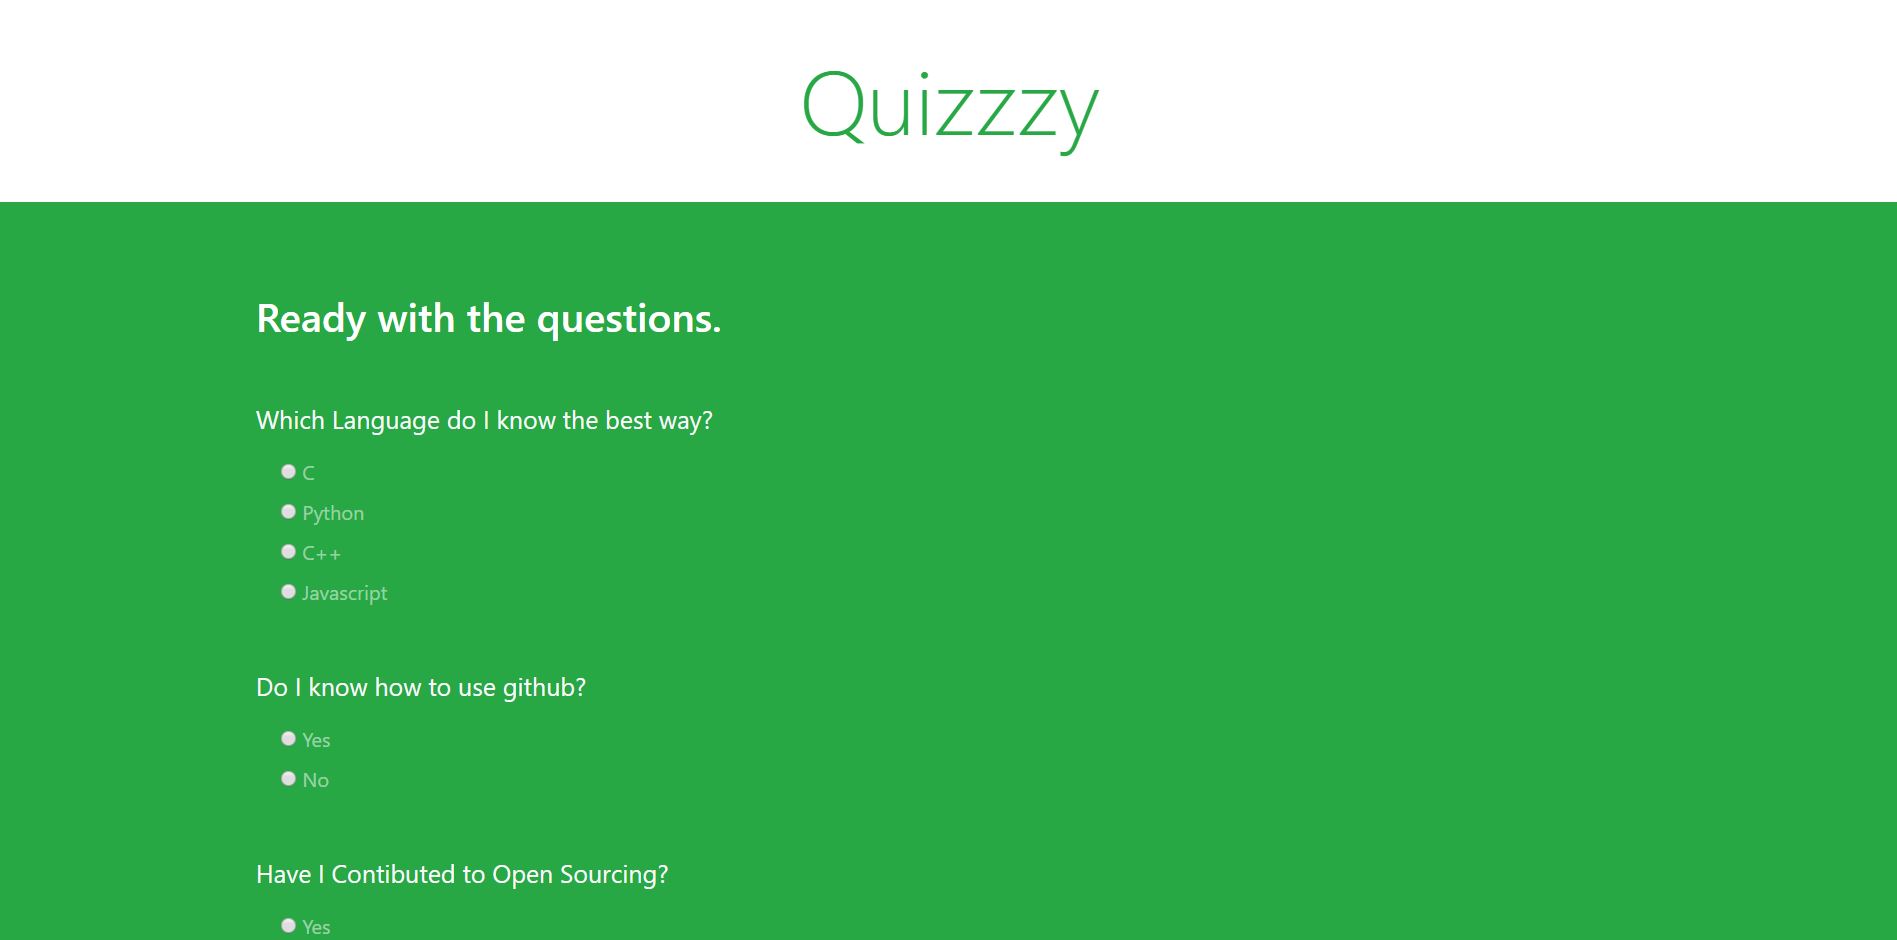 Quizzzy
Ready with the questions.
Which Language do I know the best way?
C
Python
C++
Javascript
Do I know how to use github?
Yes
No
Have I Contibuted to Open Sourcing?
Yes